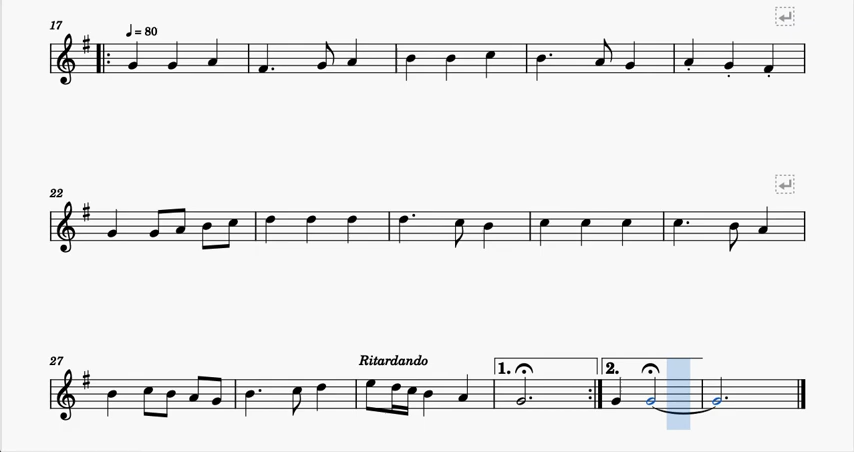 17
♩ = 80
22
27
Ritardando
1.
2.